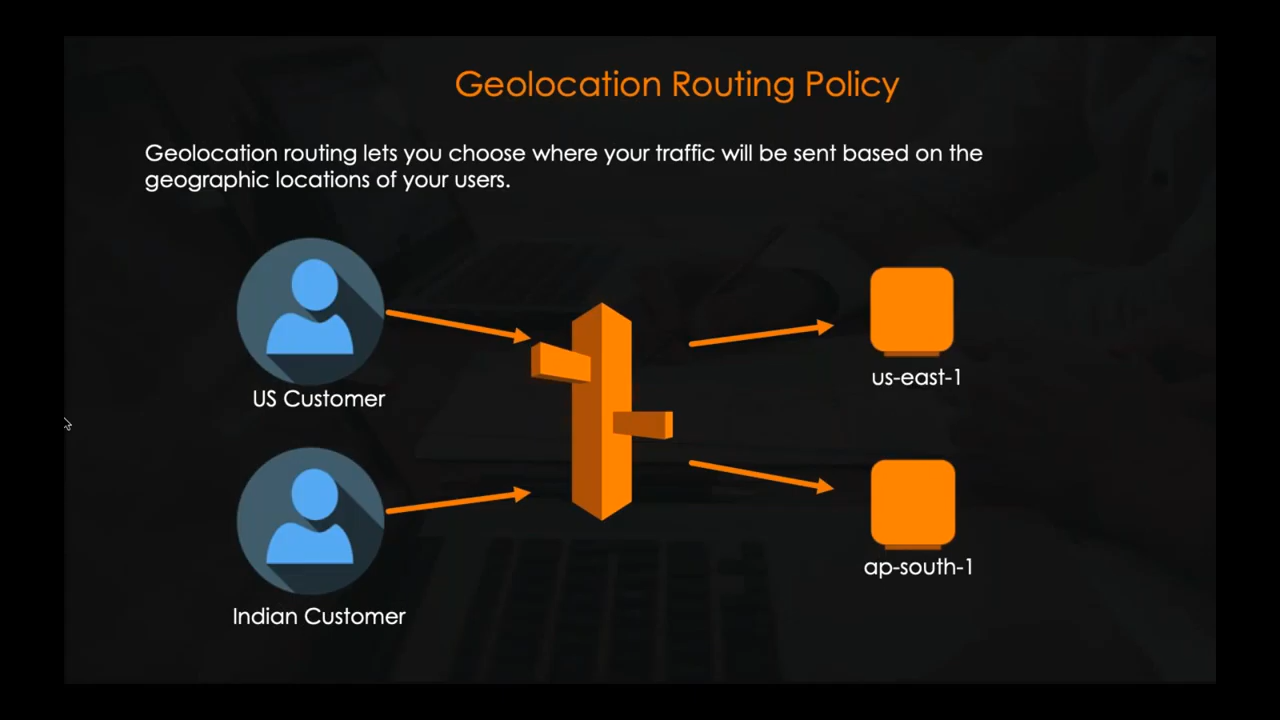 Geolocation Routing Policy
Geolocation routing lets you choose where your traffic will be sent based on the
geographic locations of your users.
US Customer
us-east-1
Indian Customer
ap-south-1